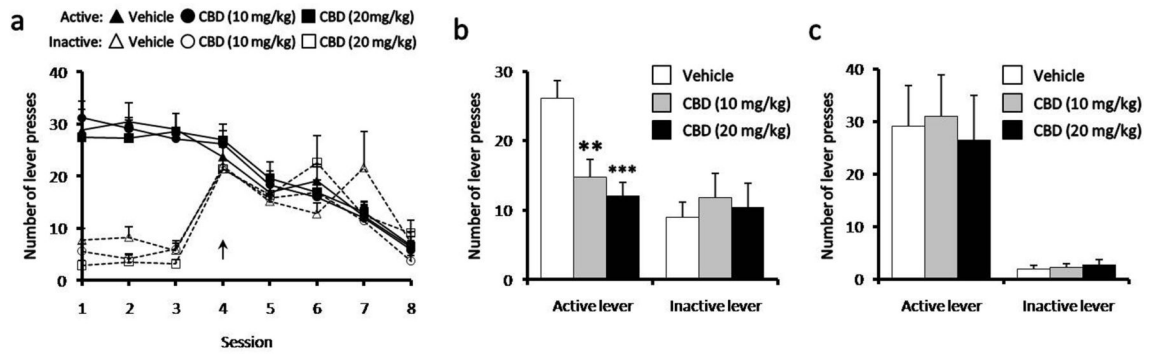 a
Active: ▲ Vehicle ● CBD (10 mg/kg) ■ CBD (20mg/kg)
Inactive: △ Vehicle ○ CBD (10 mg/kg) □ CBD (20 mg/kg)
Number of lever presses
40
30
20
10
0
1 2 3 4 5 6 7 8
Session
b
Number of lever presses
30
20
10
0
Vehicle
CBD (10 mg/kg)
CBD (20 mg/kg)
**
***
Active lever Inactive lever
c
Number of lever presses
40
30
20
10
0
Vehicle
CBD (10 mg/kg)
CBD (20 mg/kg)
Active lever Inactive lever